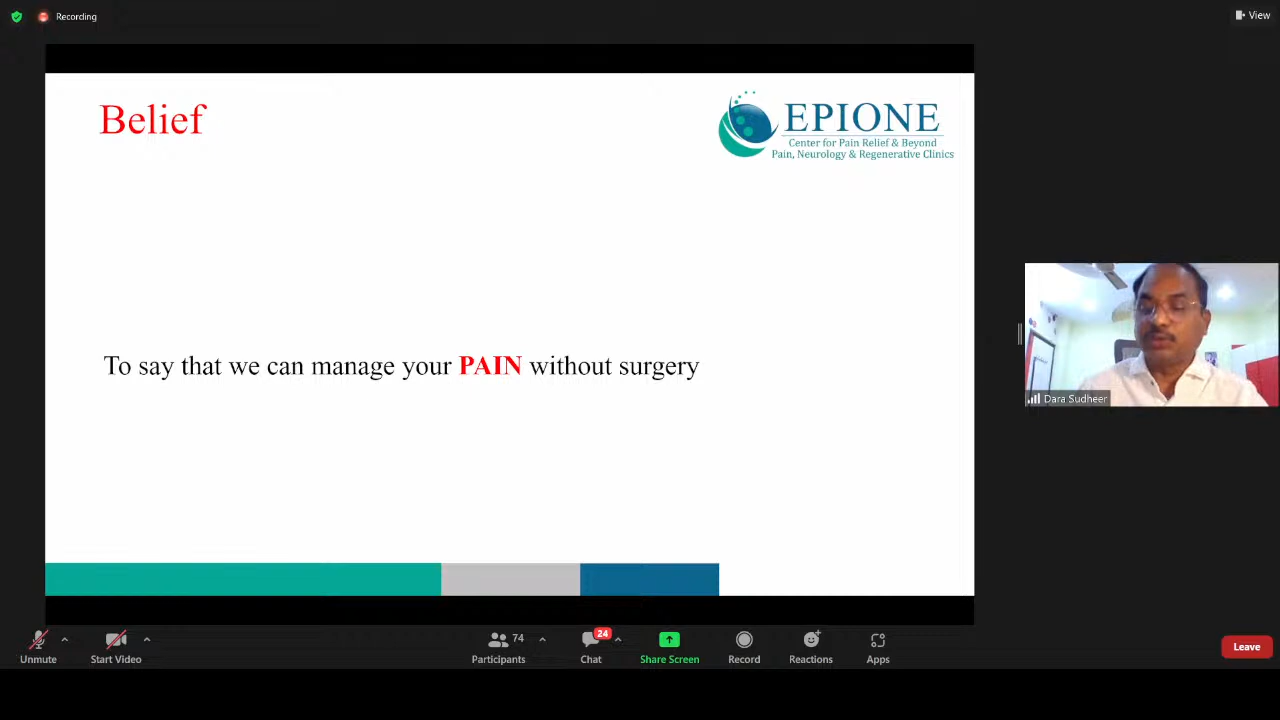 Recording
View
Belief
EPIONE
Center for Pain Relief & Beyond
Pain, Neurology & Regenerative Clinics
To say that we can manage your PAIN without surgery
Dara Sudheer
Unmute
Start Video
74
Participants
24
Chat
Share Screen
Record
Reactions
Apps
Leave